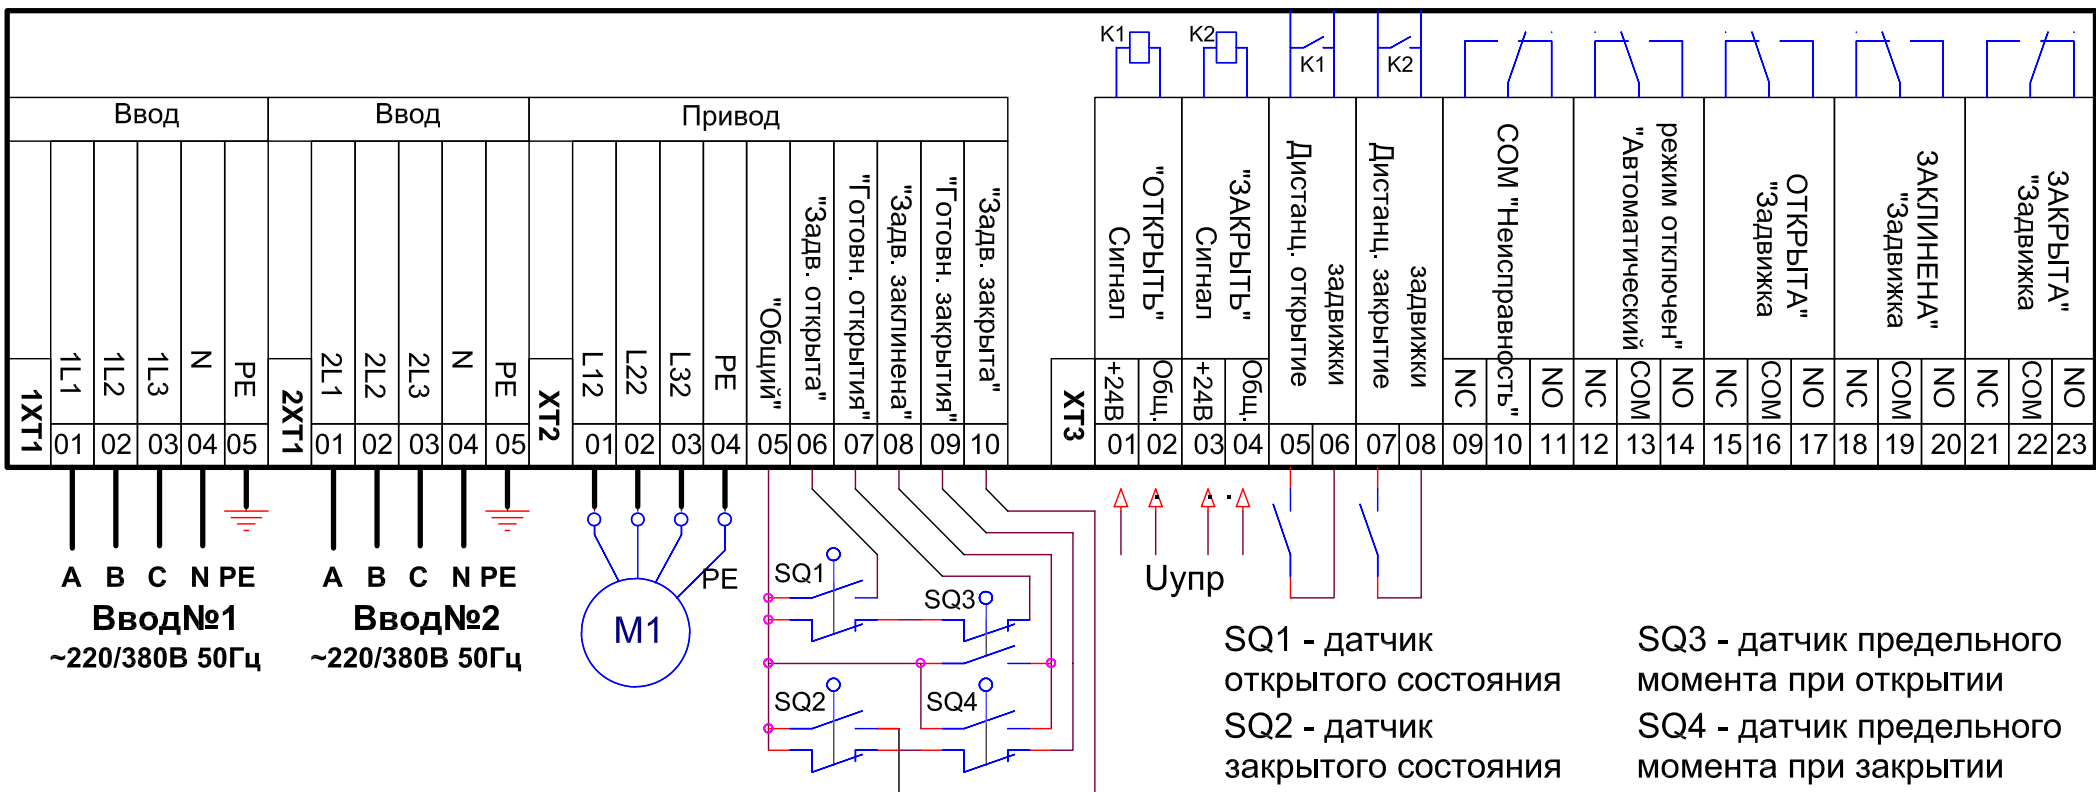 K1
K2
K1
K2
Ввод
Ввод
Привод
1XT1
1L1
1L2
1L3
N
PE
2XT1
2L1
2L2
2L3
N
PE
XT2
L12
L22
L32
PE
"Общий"
"Задв. открыта"
"Готовн. открытия"
"Задв. заклинена"
"Готовн. закрытия"
"Задв. закрыта"
XT3
Сигнал
"ОТКРЫТЬ"
Сигнал
"ЗАКРЫТЬ"
Дистанц. открытие
задвижки
Дистанц. закрытие
задвижки
COM "Неисправность"
"Автоматический
режим отключен"
"Задвижка
ОТКРЫТА"
"Задвижка
ЗАКЛИНЕНА"
"Задвижка
ЗАКРЫТА"
+24В
Общ.
+24В
Общ.
NC
NO
NC
COM
NO
NC
COM
NO
NC
COM
NO
NC
COM
NO
01 02 03 04 05
01 02 03 04 05
01 02 03 04 05 06 07 08 09 10
01 02 03 04 05 06 07 08 09 10 11 12 13 14 15 16 17 18 19 20 21 22 23
A B C N PE
Ввод№1
~220/380В 50Гц
A B C N PE
Ввод№2
~220/380В 50Гц
M1
PE
SQ1
SQ3
SQ2
SQ4
Uупр
SQ1 - датчик
открытого состояния
SQ2 - датчик
закрытого состояния
SQ3 - датчик предельного
момента при открытии
SQ4 - датчик предельного
момента при закрытии